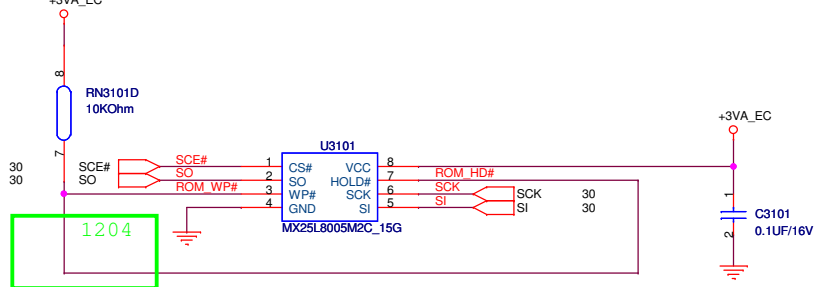 +3VA_EC
8
RN3101D
10KOhm
7
+3VA_EC
U3101
30 SCE# SCE# 1 CS# VCC 8
30 SO SO 2 SO HOLD# 7 ROM_HD#
ROM_WP# 3 WP# SCK 6 SCK SCK 30
4 GND SI 5 SI SI 30
MX25L8005M2C_15G
1
C3101
2
0.1UF/16V
1204